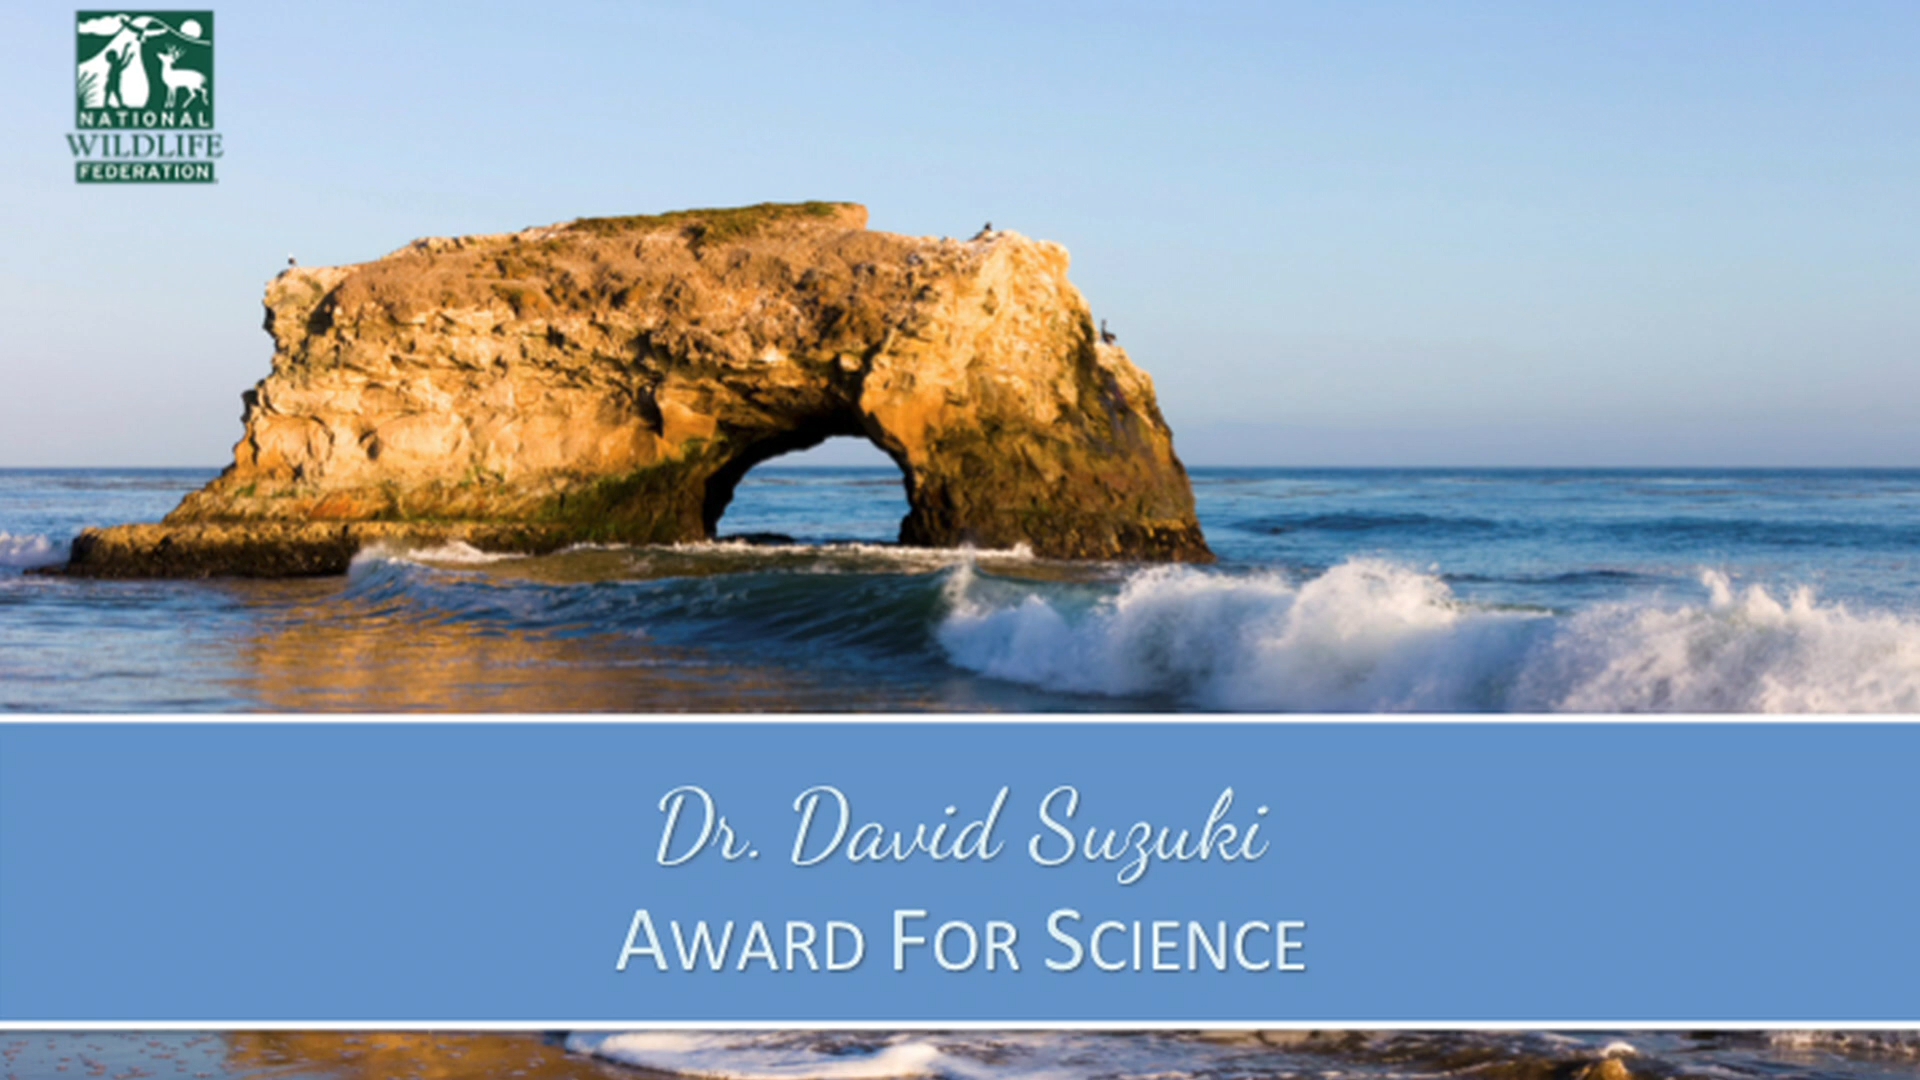 NATIONAL
WILDLIFE
FEDERATION
Dr. David Suzuki
AWARD FOR SCIENCE